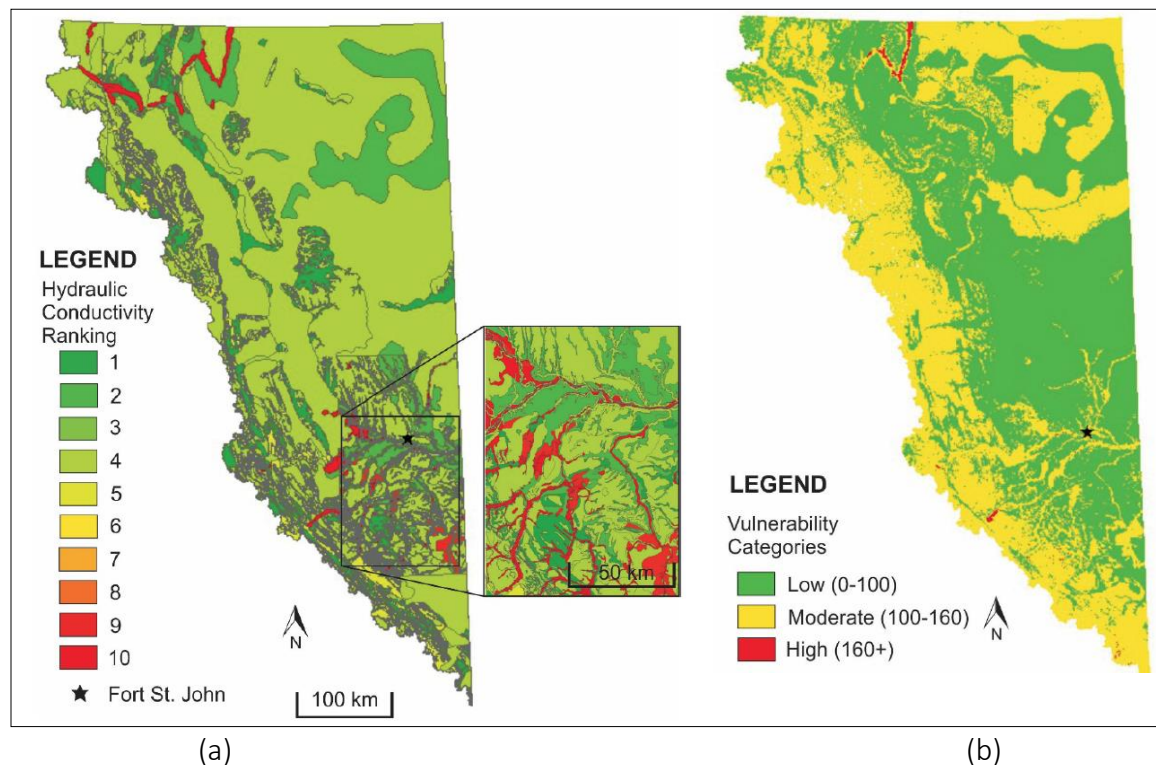 LEGEND
Hydraulic
Conductivity
Ranking
1
2
3
4
5
6
7
8
9
10
Fort St. John
N
100 km
50 km
LEGEND
Vulnerability
Categories
Low (0-100)
Moderate (100-160)
High (160+)
N
(a)
(b)